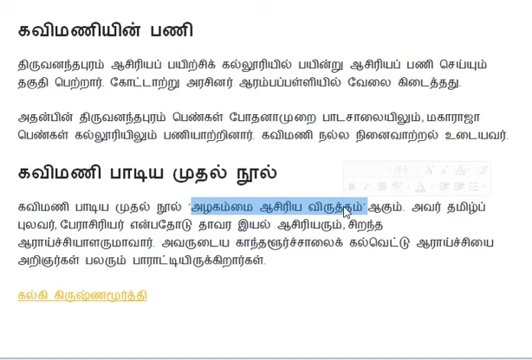 கவிமணியின் பணி
திருவனந்தபுரம் ஆசிரியப் பயிற்சிக் கல்லூரியில் பயின்று ஆசிரியப் பணி செய்யும்
தகுதி பெற்றார். கோட்டாற்று அரசினர் ஆரம்பப்பள்ளியில் வேலை கிடைத்தது.
அதன்பின் திருவனந்தபுரம் பெண்கள் போதனாமுறை பாடசாலையிலும், மகாராஜா
பெண்கள் கல்லூரியிலும் பணியாற்றினார். கவிமணி நல்ல நினைவாற்றல் உடையவர்.
கவிமணி பாடிய முதல் நூல்
கவிமணி பாடிய முதல் நூல் 'அழகம்மை ஆசிரிய விருத்தம்' ஆகும். அவர் தமிழ்ப்
புலவர், பேராசிரியர் என்பதோடு தாவர இயல் ஆசிரியரும், சிறந்த
ஆராய்ச்சியாளருமாவார். அவருடைய காந்தளூர்ச்சாலைக் கல்வெட்டு ஆராய்ச்சியை
அறிஞர்கள் பலரும் பாராட்டியிருக்கிறார்கள்.
கல்கி கிருஷ்ணமூர்த்தி